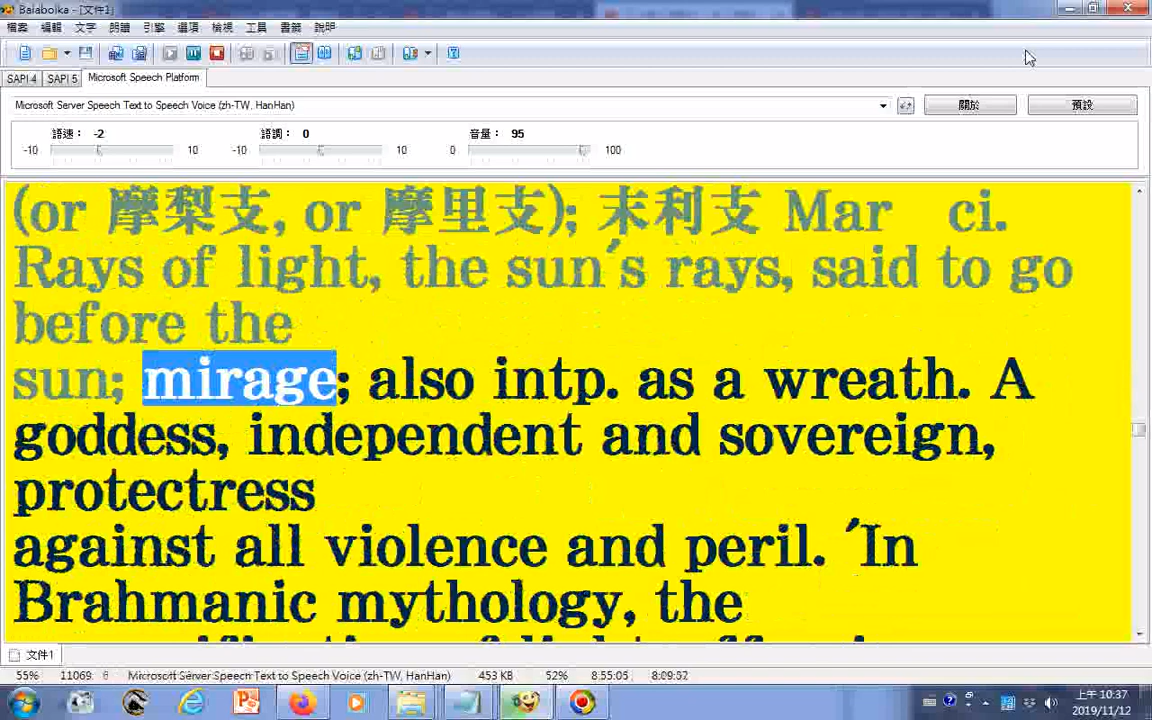 Balabolka - [文件1]
檔案 編輯 文字 朗讀 引擎 選項 檢視 工具 書籤 說明
SAPI 4 SAPI 5 Microsoft Speech Platform
Microsoft Server Speech Text to Speech Voice (zh-TW, HanHan) 關於 預設
語速： -2 語調： 0 音量： 95
-10 10 -10 10 0 100
(or 摩梨支, or 摩里支); 末利支 Mar ci.
Rays of light, the sun's rays, said to go
before the
sun; mirage; also intp. as a wreath. A
goddess, independent and sovereign,
protectress
against all violence and peril. 'In
Brahmanic mythology, the
文件1
55% 11069: Microsoft Server Speech Text to Speech Voice (zh-TW, HanHan) 453 KB 52% 8:55:05
上午 10:37
2019/11/12